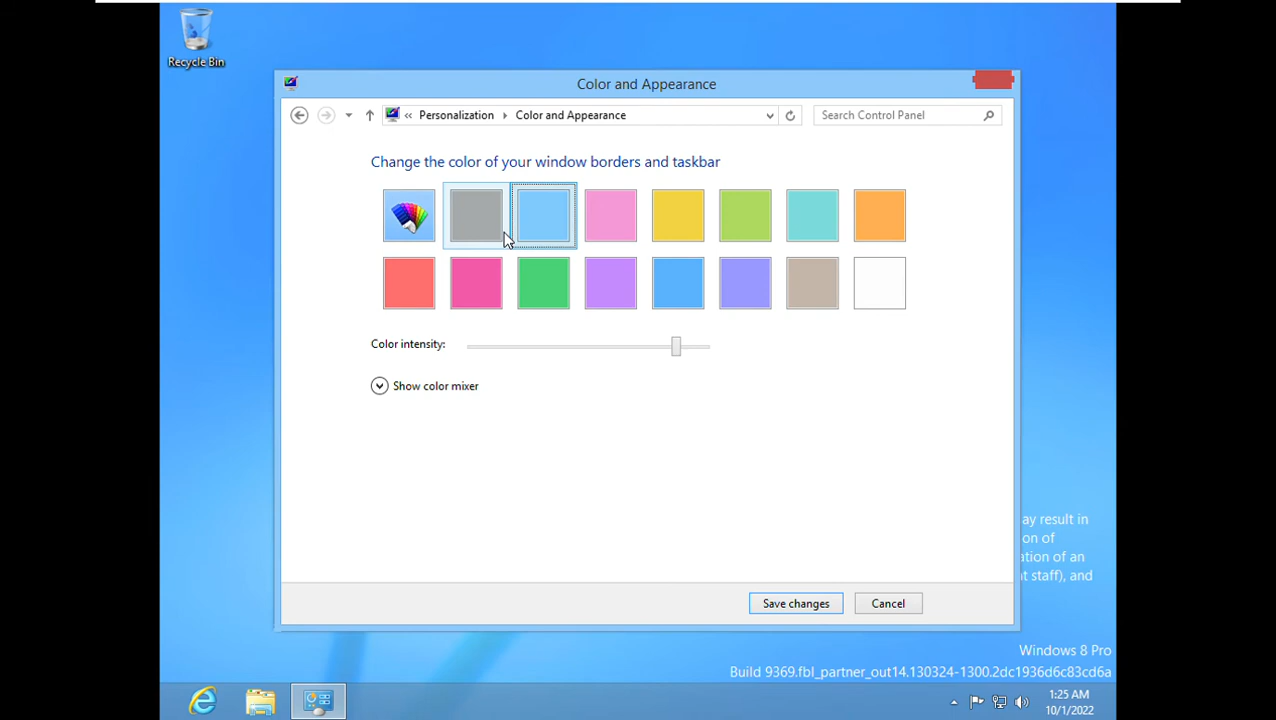 Recycle Bin
Color and Appearance
« Personalization Color and Appearance
Search Control Panel
Change the color of your window borders and taskbar
Color intensity:
Show color mixer
ay result in
on of
ation of an
t staff), and
Save changes
Cancel
Windows 8 Pro
Build 9369.fbl_partner_out14.130324-1300.2dc1936d6c83cd6a
1:25 AM
10/1/2022